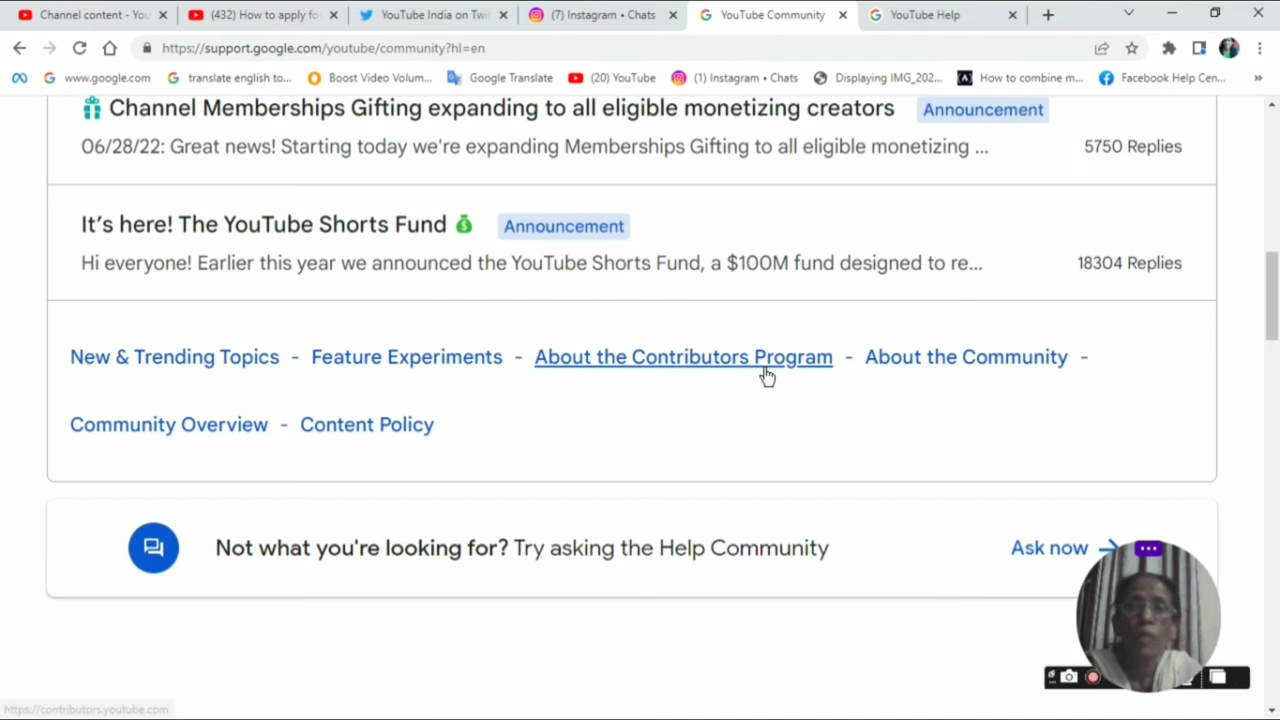 Channel content - You
(432) How to apply fo
YouTube India on Twi
(7) Instagram • Chats
YouTube Community
YouTube Help
https://support.google.com/youtube/community?hl=en
www.google.com
translate english to...
Boost Video Volum...
Google Translate
(20) YouTube
(1) Instagram • Chats
Displaying IMG_202...
How to combine m...
Facebook Help Cen...
»
Channel Memberships Gifting expanding to all eligible monetizing creators Announcement
06/28/22: Great news! Starting today we're expanding Memberships Gifting to all eligible monetizing ... 5750 Replies
It's here! The YouTube Shorts Fund Announcement
Hi everyone! Earlier this year we announced the YouTube Shorts Fund, a $100M fund designed to re... 18304 Replies
New & Trending Topics - Feature Experiments - About the Contributors Program - About the Community -
Community Overview - Content Policy
Not what you're looking for? Try asking the Help Community Ask now
https://contributors.youtube.com